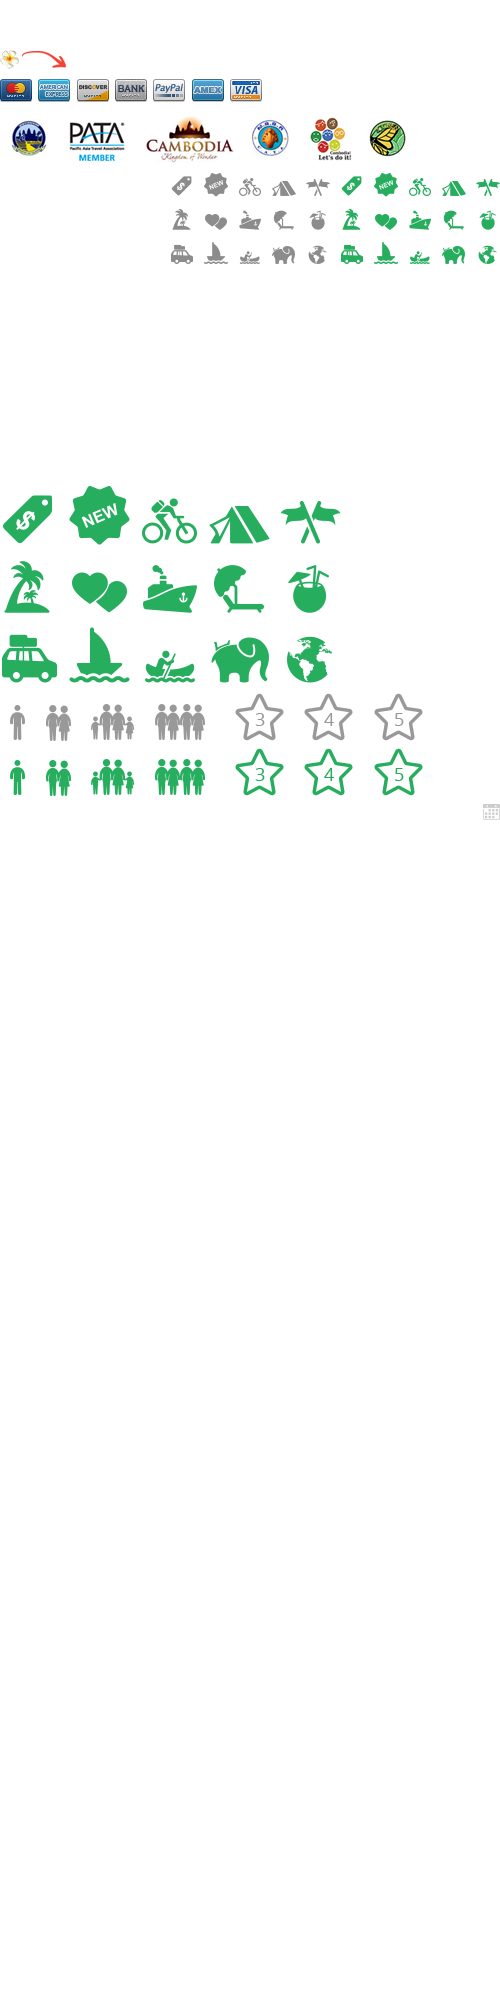 AMERICAN
EXPRESS
DISCOVER
BANK
PayPal
AMEX
VISA
PATA
Pacific Asia Travel Association
MEMBER
CAMBODIA
Kingdom of Wonder
Cambodia!
Let's do it!
$ NEW $ NEW
$ NEW
3 4 5
3 4 5